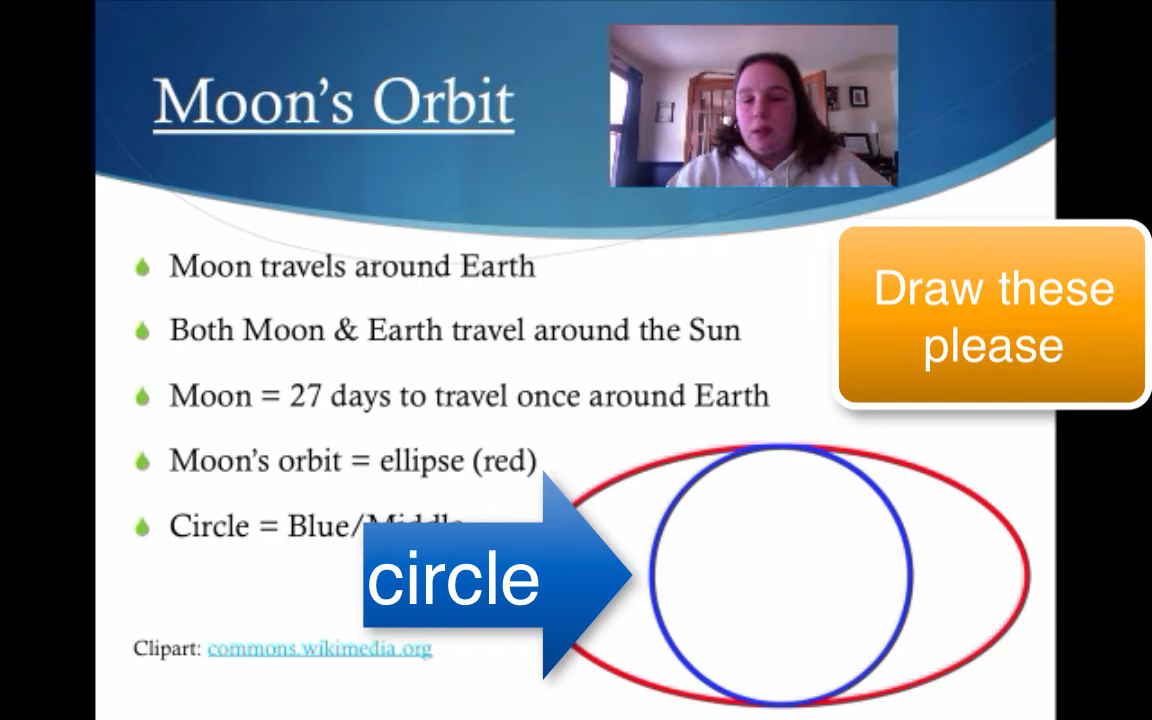 Moon's Orbit
Moon travels around Earth
Both Moon & Earth travel around the Sun
Moon = 27 days to travel once around Earth
Moon's orbit = ellipse (red)
Circle = Blue/Middle
circle
Draw these
please
Clipart: commons.wikimedia.org